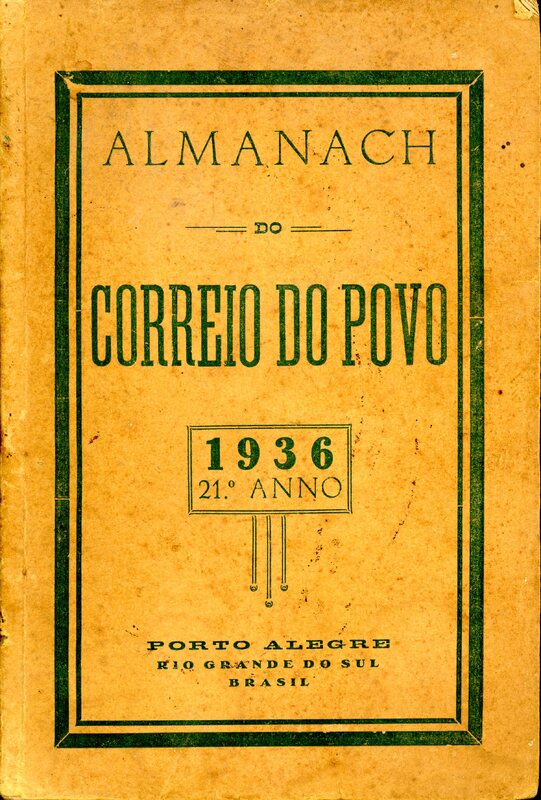 ALMANACH
DO
CORREIO DO POVO
1936
21.º ANNO
PORTO ALEGRE
RIO GRANDE DO SUL
BRASIL